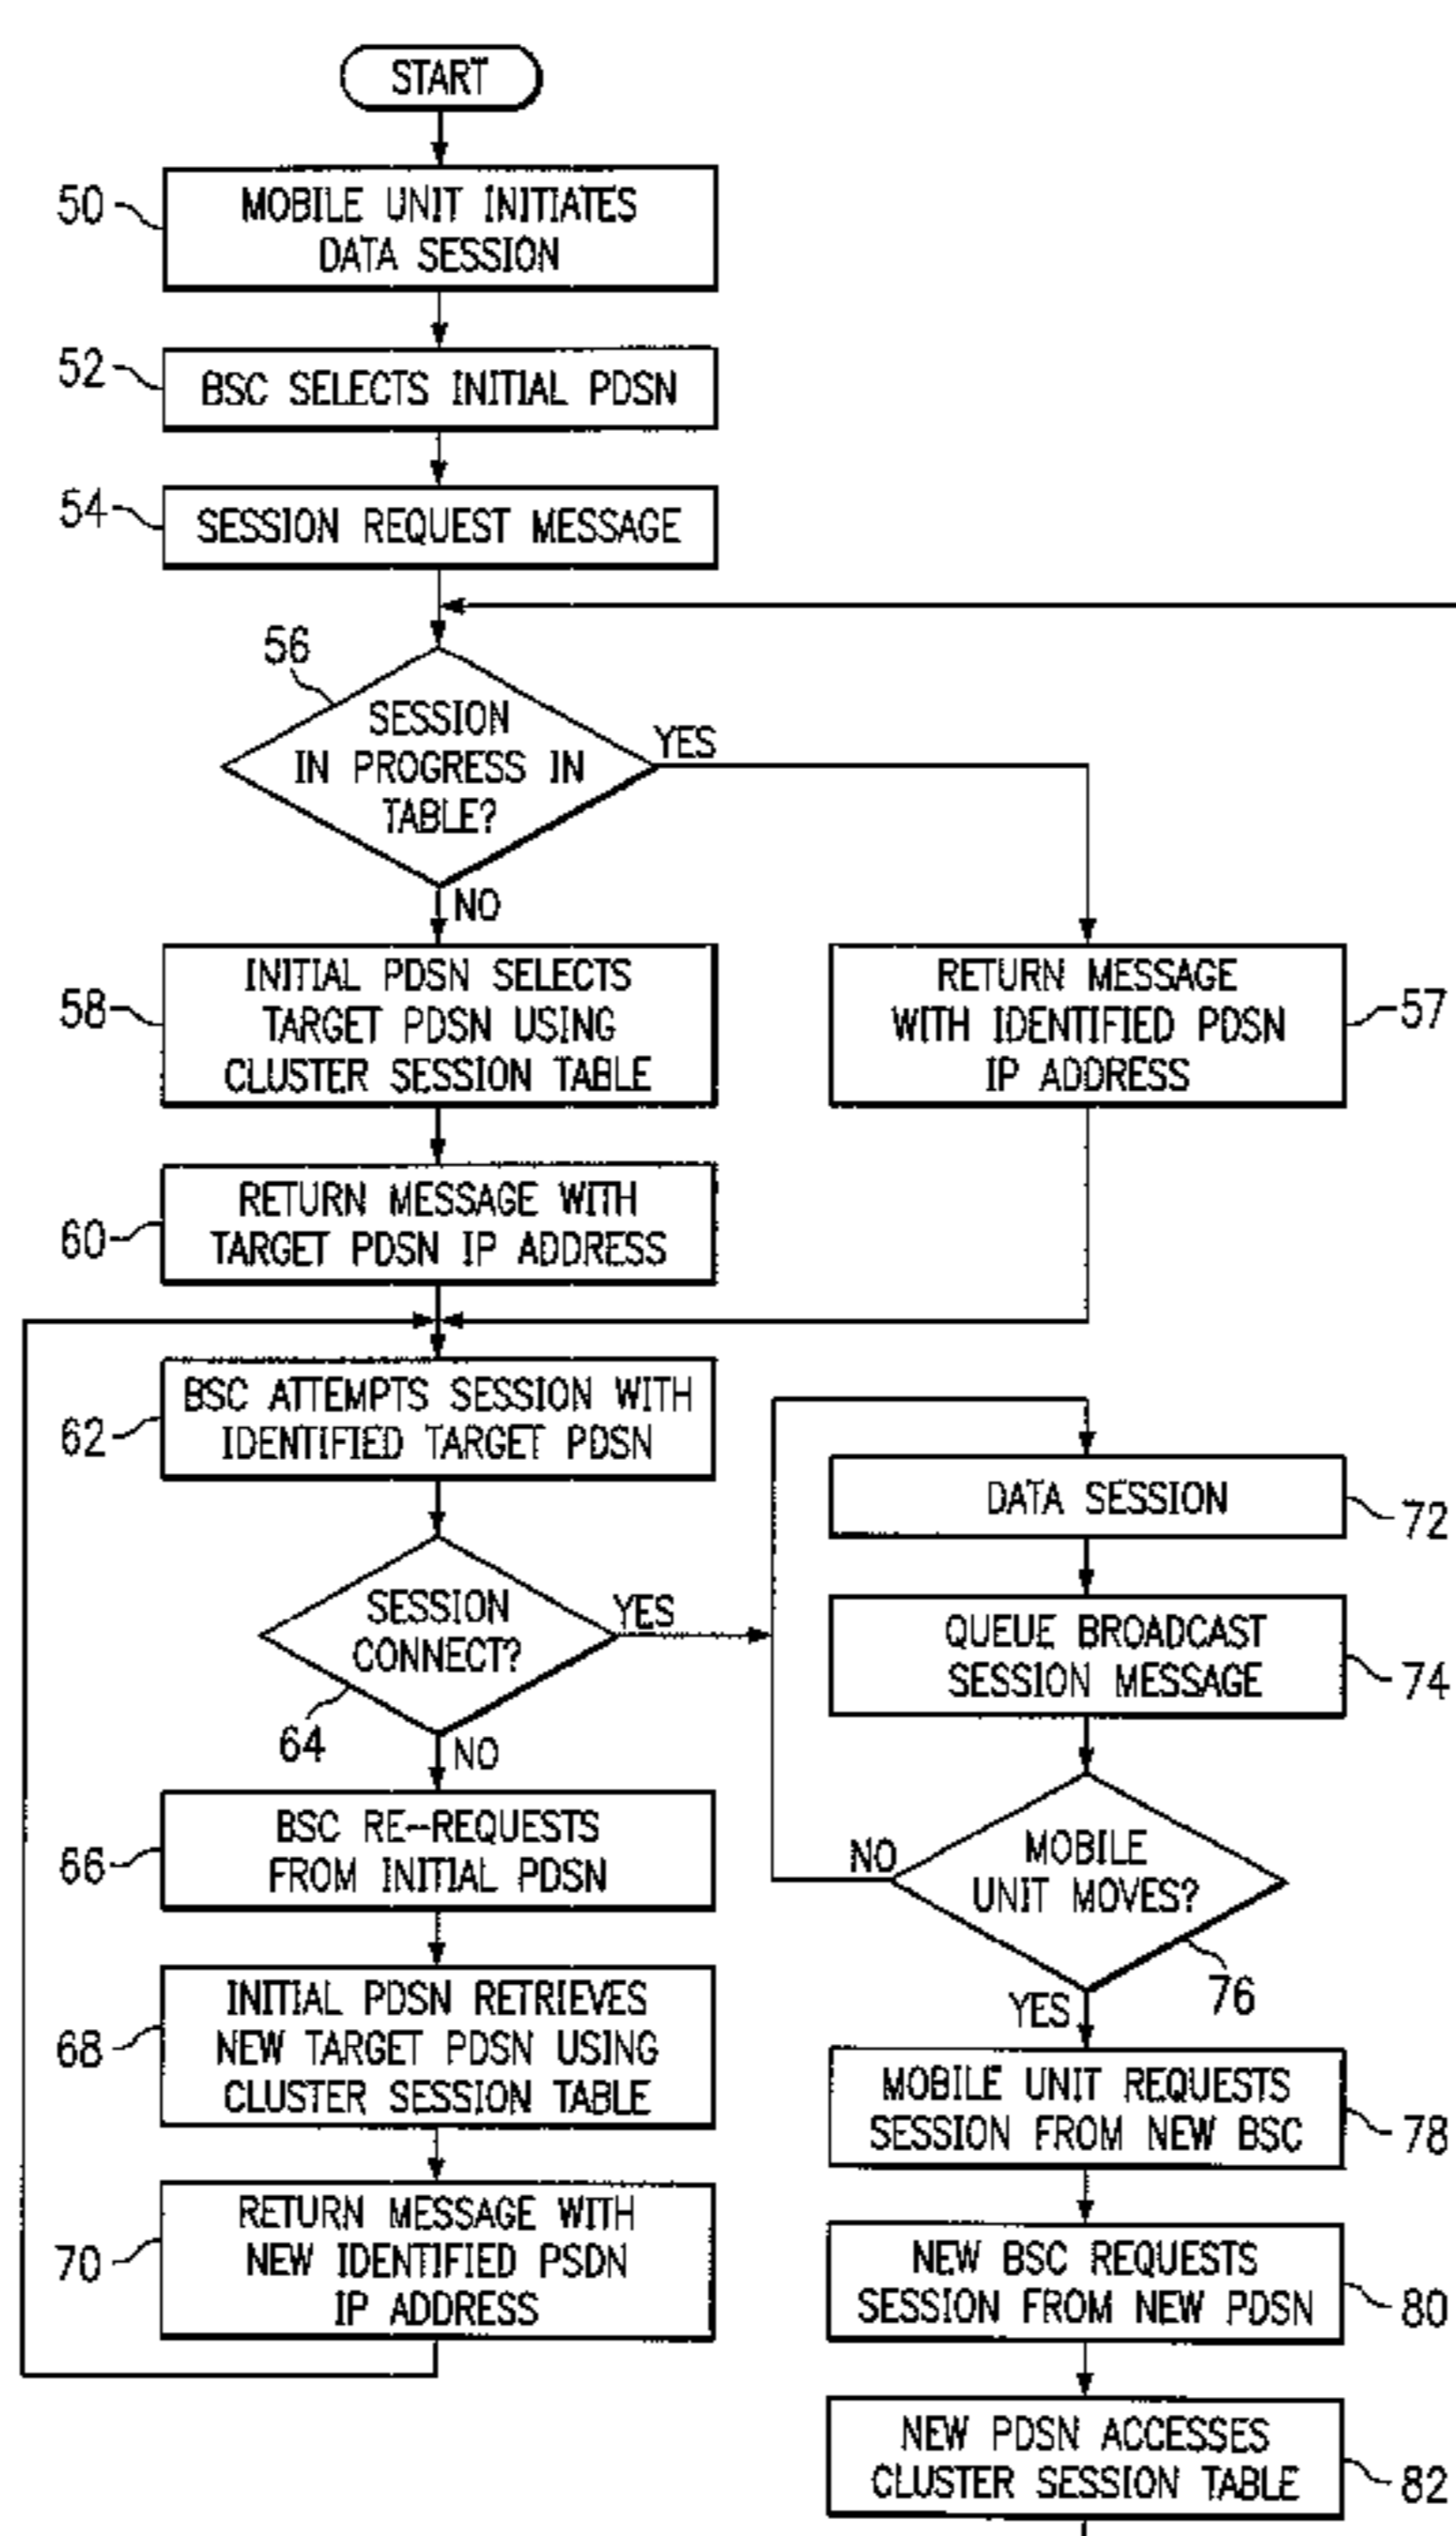 START
50
MOBILE UNIT INITIATES
DATA SESSION
52
BSC SELECTS INITIAL PDSN
54
SESSION REQUEST MESSAGE
56
SESSION
IN PROGRESS IN
TABLE?
YES
NO
58
INITIAL PDSN SELECTS
TARGET PDSN USING
CLUSTER SESSION TABLE
RETURN MESSAGE
WITH IDENTIFIED PDSN
IP ADDRESS
57
60
RETURN MESSAGE WITH
TARGET PDSN IP ADDRESS
62
BSC ATTEMPTS SESSION WITH
IDENTIFIED TARGET PDSN
64
SESSION
CONNECT?
YES
NO
66
BSC RE-REQUESTS
FROM INITIAL PDSN
68
INITIAL PDSN RETRIEVES
NEW TARGET PDSN USING
CLUSTER SESSION TABLE
70
RETURN MESSAGE WITH
NEW IDENTIFIED PSDN
IP ADDRESS
DATA SESSION
72
QUEUE BROADCAST
SESSION MESSAGE
74
NO
MOBILE
UNIT MOVES?
76
YES
MOBILE UNIT REQUESTS
SESSION FROM NEW BSC
78
NEW BSC REQUESTS
SESSION FROM NEW PDSN
80
NEW PDSN ACCESSES
CLUSTER SESSION TABLE
82